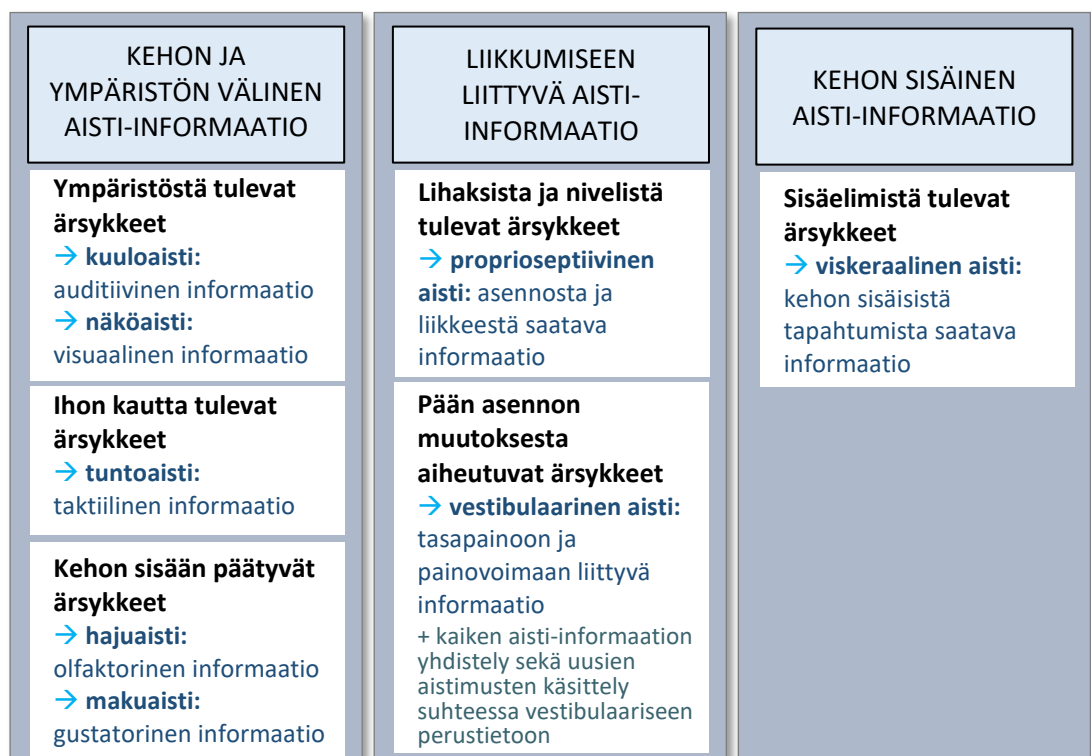 KEHON JA
YMPÄRISTÖN VÄLINEN
AISTI-INFORMAATIO
Ympäristöstä tulevat
ärsykkeet
→ kuuloaisti:
auditiivinen informaatio
→ näköaisti:
visuaalinen informaatio
Ihon kautta tulevat
ärsykkeet
→ tuntoaisti:
taktiilinen informaatio
Kehon sisään päätyvät
ärsykkeet
→ hajuaisti:
olfaktorinen informaatio
→ makuaisti:
gustatorinen informaatio
LIIKKUMISEEN
LIITTYVÄ AISTI-
INFORMAATIO
Lihaksista ja nivelistä
tulevat ärsykkeet
→ proprioseptiivinen
aisti: asennosta ja
liikkeestä saatava
informaatio
Pään asennon
muutoksesta
aiheutuvat ärsykkeet
→ vestibulaarinen aisti:
tasapainoon ja
painovoimaan liittyvä
informaatio
+ kaiken aisti-informaation
yhdistely sekä uusien
aistimusten käsittely
suhteessa vestibulaariseen
perustietoon
KEHON SISÄINEN
AISTI-INFORMAATIO
Sisäelimistä tulevat
ärsykkeet
→ viskeraalinen aisti:
kehon sisäisistä
tapahtumista saatava
informaatio